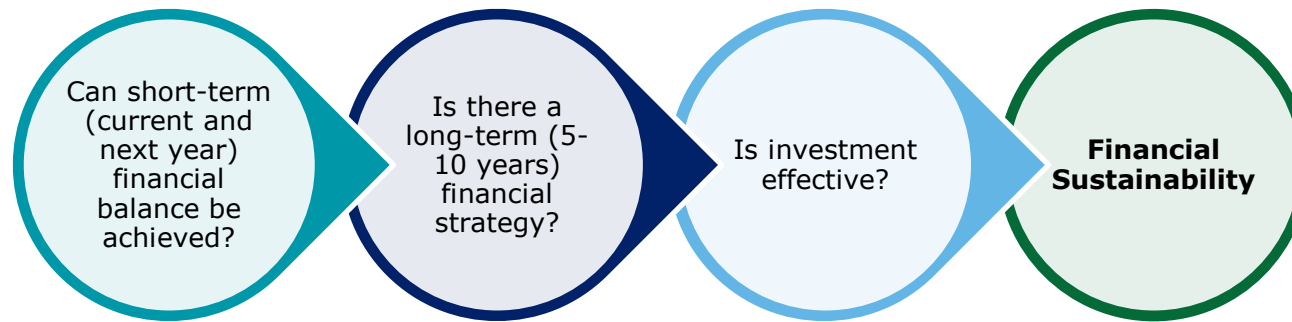 Can short-term
(current and
next year)
financial
balance be
achieved?
Is there a
long-term (5-
10 years)
financial
strategy?
Is investment
effective?
Financial
Sustainability